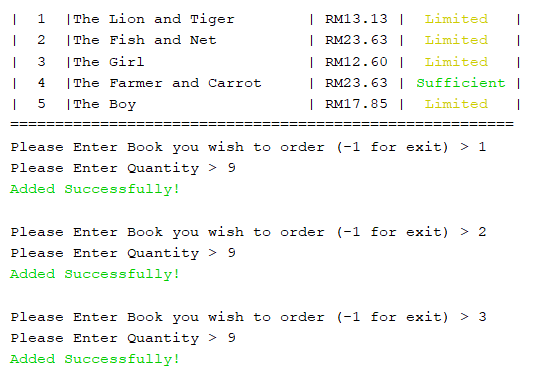 |  1  |The Lion and Tiger        | RM13.13 |  Limited   |
|  2  |The Fish and Net          | RM23.63 |  Limited   |
|  3  |The Girl                  | RM12.60 |  Limited   |
|  4  |The Farmer and Carrot     | RM23.63 | Sufficient |
|  5  |The Boy                   | RM17.85 |  Limited   |
========================================================
Please Enter Book you wish to order (-1 for exit) > 1
Please Enter Quantity > 9
Added Successfully!
Please Enter Book you wish to order (-1 for exit) > 2
Please Enter Quantity > 9
Added Successfully!
Please Enter Book you wish to order (-1 for exit) > 3
Please Enter Quantity > 9
Added Successfully!